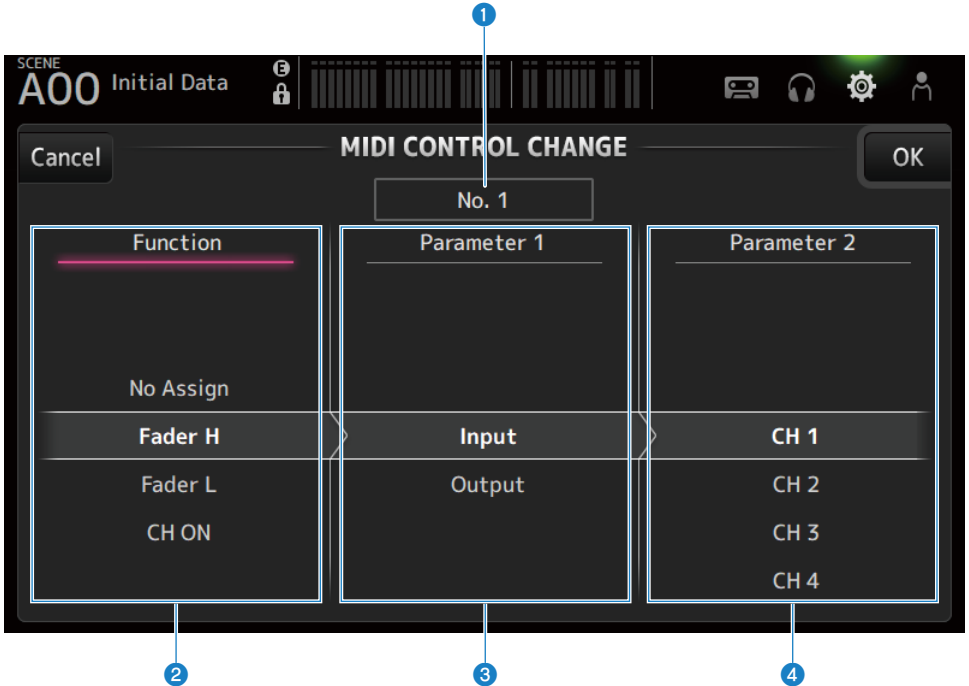 1
SCENE
A00 Initial Data E
Cancel MIDI CONTROL CHANGE OK
No. 1
Function Parameter 1 Parameter 2
No Assign
Fader H Input CH 1
Fader L Output CH 2
CH ON CH 3
CH 4
2 3 4